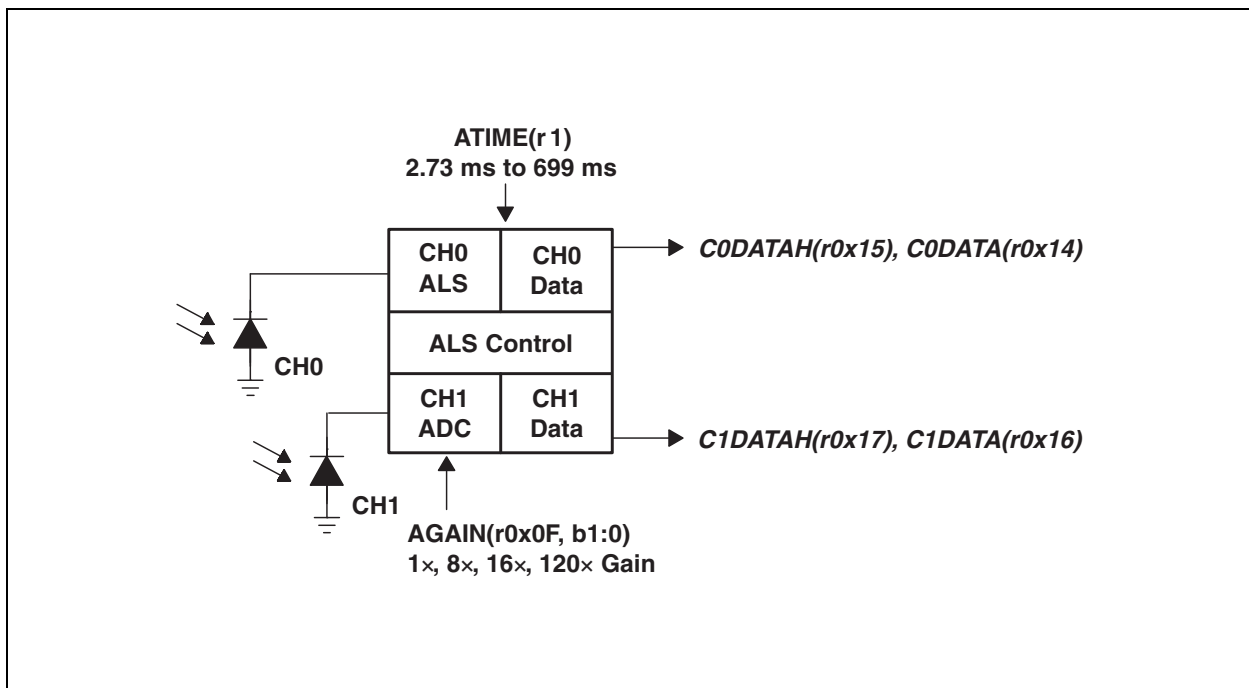 ATIME(r 1)
2.73 ms to 699 ms
CH0
ALS
CH0
Data
C0DATAH(r0x15), C0DATA(r0x14)
ALS Control
CH0
CH1
ADC
CH1
Data
C1DATAH(r0x17), C1DATA(r0x16)
CH1
AGAIN(r0x0F, b1:0)
1×, 8×, 16×, 120× Gain